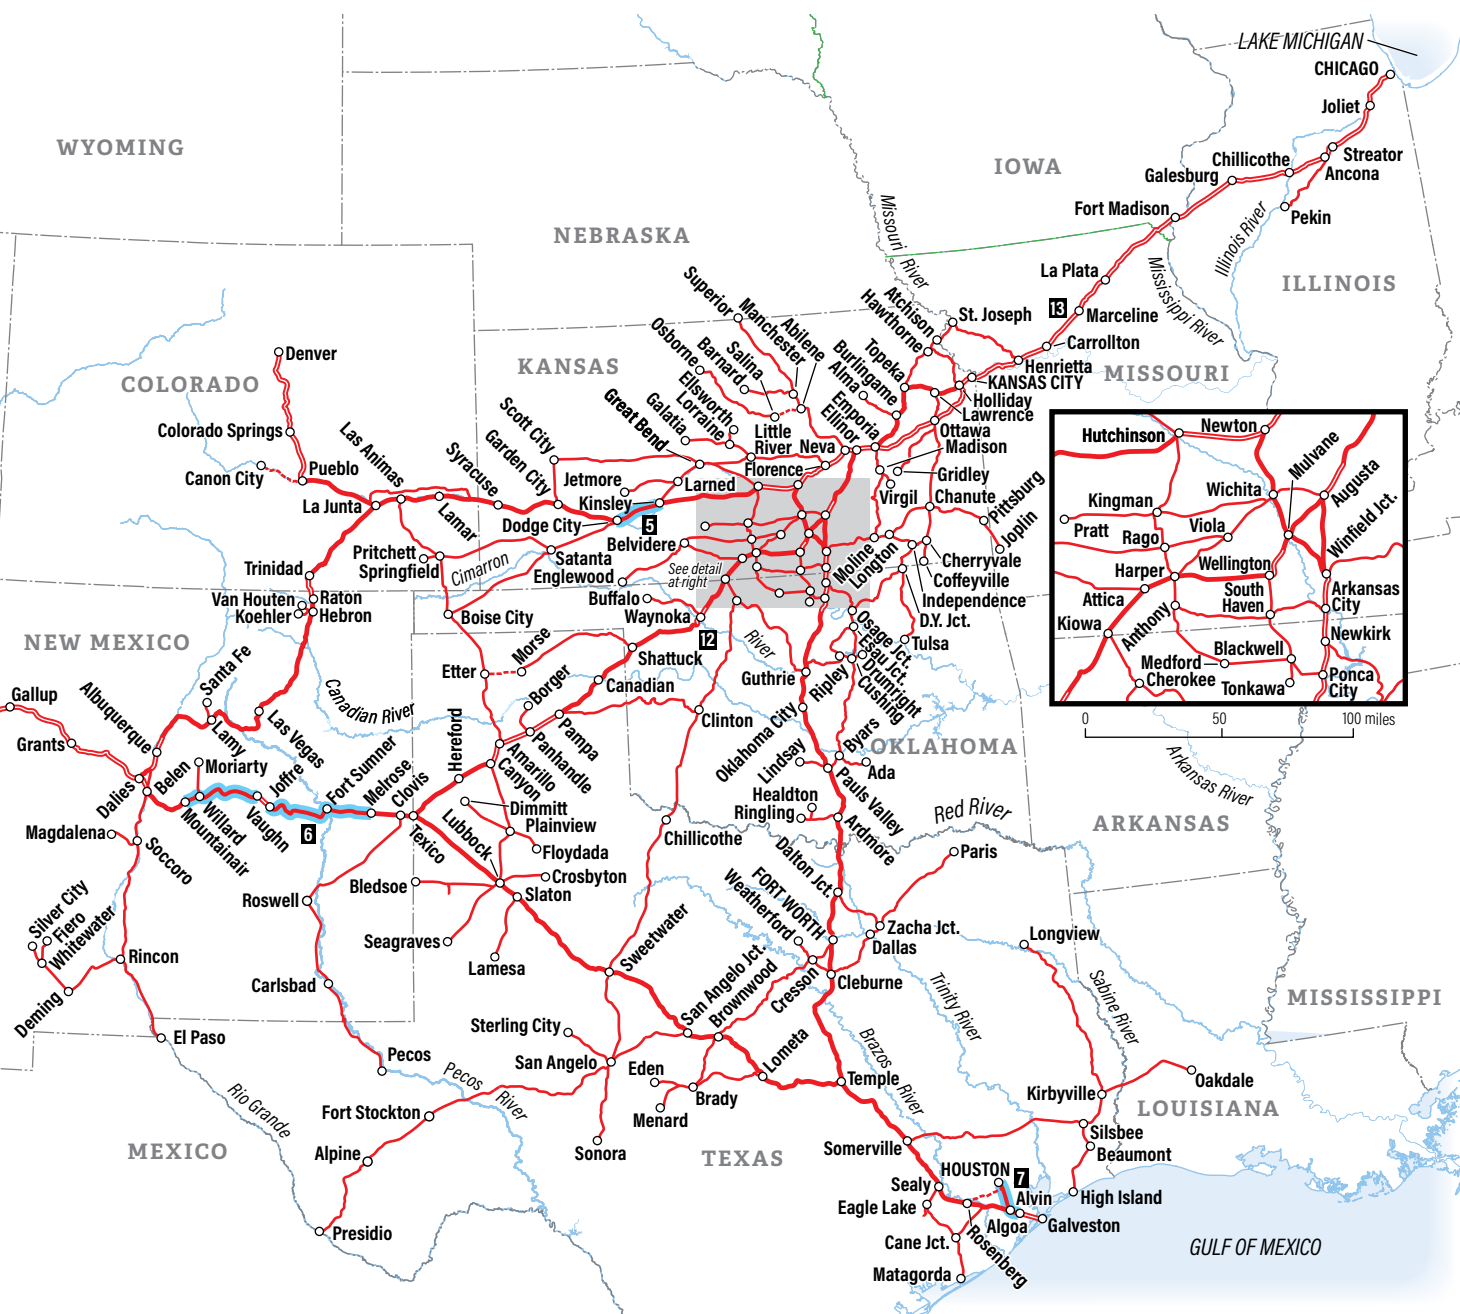 LAKE MICHIGAN
CHICAGO
Joliet
WYOMING
IOWA
Chillicothe
Streator
Ancona
Galesburg
Fort Madison
Pekin
Illinois River
Missouri River
NEBRASKA
La Plata
Mississippi River
ILLINOIS
13
Marceline
Carrollton
Henrietta
MISSOURI
St. Joseph
Atchison
Hawthorne
Superior
Manchester
Abilene
Osborne
Barnard
Salina
Topeka
Burlingame
Alma
Emporia
Ellinor
KANSAS CITY
Holliday
Lawrence
Ottawa
Madison
Gridley
Virgil
Chanute
Pittsburg
Joplin
Denver
COLORADO
KANSAS
Ellsworth
Lorraine
Galatia
Great Bend
Little
River
Neva
Florence
Scott City
Garden City
Syracuse
Las Animas
Colorado Springs
Canon City
Pueblo
La Junta
Lamar
Jetmore
Kinsley
Larned
Dodge City
5
Belvidere
See detail
at right
Pritchett
Springfield
Cimarron
Satanta
Englewood
Buffalo
Waynoka
12
Moline
Longton
Cherryvale
Coffeyville
Independence
D.Y. Jct.
Tulsa
Osage Jct.
Esau Jct.
Drumright
Cushing
Ripley
Trinidad
Van Houten
Koehler
Raton
Hebron
Boise City
NEW MEXICO
Etter
Morse
Borger
Shattuck
Canadian
River
Guthrie
Clinton
Oklahoma City
Byars
OKLAHOMA
Lindsay
Ada
Healdton
Ringling
Pauls Valley
Ardmore
Red River
Santa Fe
Gallup
Albuquerque
Canadian River
Grants
Lamy
Las Vegas
Dalies
Belen
Moriarty
Joffre
Fort Sumner
Melrose
Clovis
Hereford
Pampa
Panhandle
Amarillo
Canyon
Magdalena
Soccoro
Mountainair
Willard
Vaughn
6
Texico
Lubbock
Dimmitt
Plainview
Floydada
Crosbyton
Slaton
Chillicothe
Dalton Jct.
FORT WORTH
Weatherford
Paris
Silver City
Fierro
Whitewater
Roswell
Bledsoe
Seagraves
Lamesa
Sweetwater
San Angelo Jct.
Brownwood
Cresson
Zacha Jct.
Dallas
Cleburne
Longview
Rincon
Deming
El Paso
Carlsbad
Sterling City
San Angelo
Pecos
Pecos
River
Eden
Menard
Brady
Lometa
Temple
Brazos River
Trinity River
Sabine River
Rio Grande
Fort Stockton
Alpine
Presidio
Sonora
MEXICO
TEXAS
Kirbyville
Oakdale
LOUISIANA
Silsbee
Beaumont
High Island
Somerville
HOUSTON
7
Sealy
Alvin
Eagle Lake
Algoa
Galveston
Cane Jct.
Rosenberg
Matagorda
GULF OF MEXICO
MISSISSIPPI
ARKANSAS
Arkansas River
Hutchinson
Newton
Mulvane
Augusta
Wichita
Kingman
Winfield Jct.
Pratt
Viola
Rago
Harper
Wellington
Attica
South
Haven
Arkansas
City
Kiowa
Anthony
Newkirk
Blackwell
Medford
Cherokee
Tonkawa
Ponca
City
0 50 100 miles